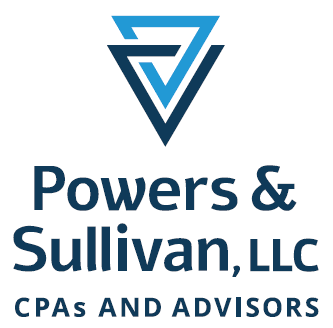 Powers &
Sullivan, LLC
CPAs AND ADVISORS